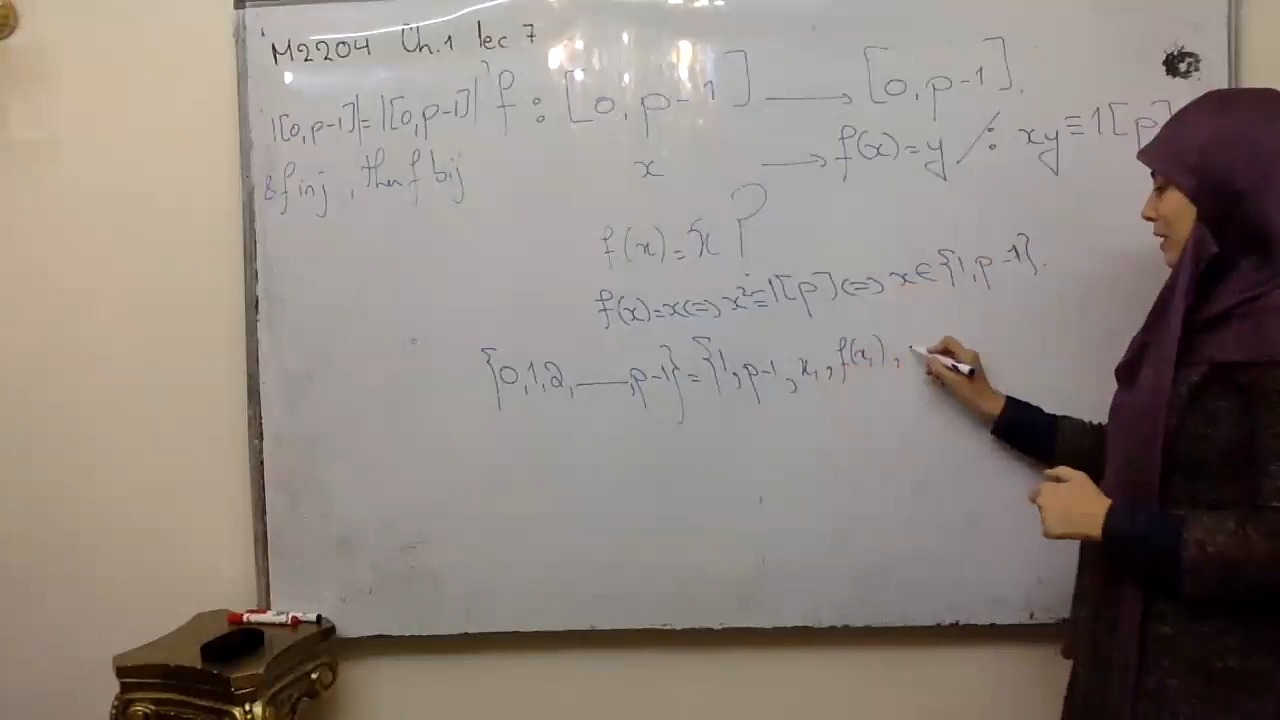 M2204 Ch.1 lec 7
|[0,p-1]|=|[0,p-1]| f : [0,p-1] → [0,p-1].
& f inj, then f bij
x → f(x)=y /: xy≡1[p]
f(x)=x ?
f(x)=x⇔x²≡1[p]⇔x∈{1,p-1}.
{0,1,2,—,p-1}={1,p-1,x₁,f(x₁),